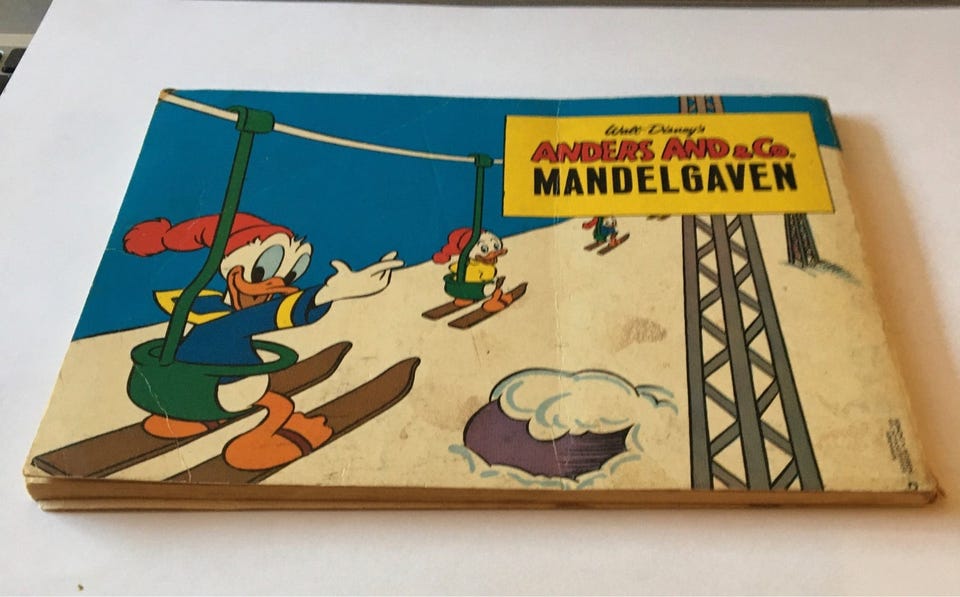 Walt Disney's
ANDERS AND & Co.
MANDELGAVEN